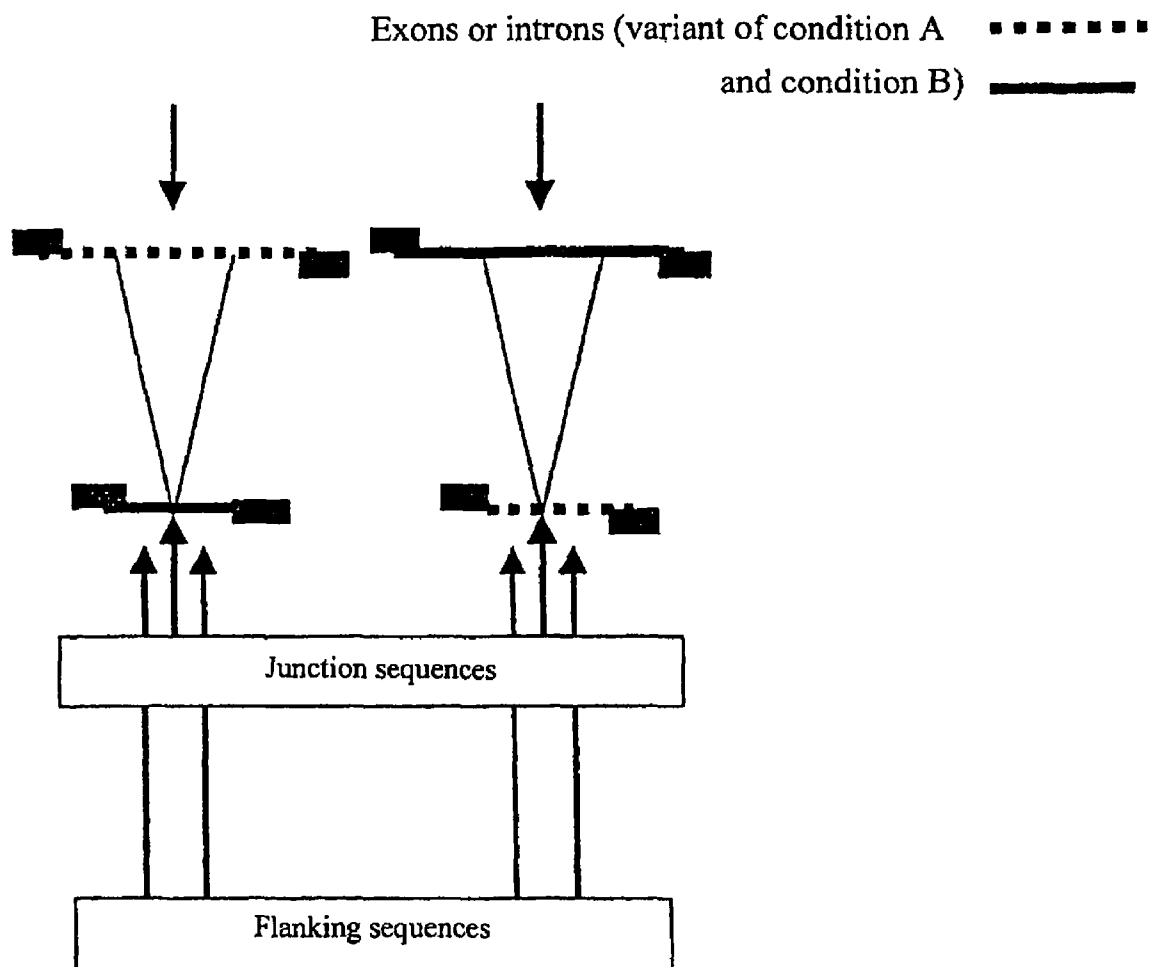 Exons or introns (variant of condition A
and condition B)
Junction sequences
Flanking sequences